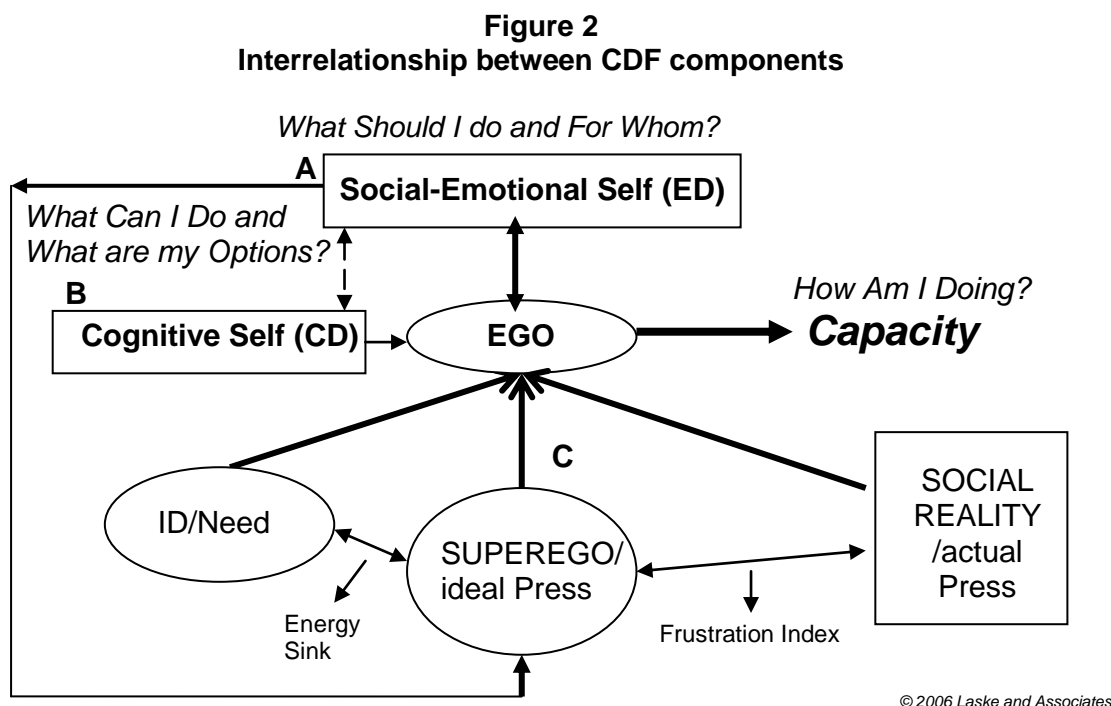 Figure 2
Interrelationship between CDF components
What Should I do and For Whom?
A
Social-Emotional Self (ED)
What Can I Do and
What are my Options?
B
Cognitive Self (CD)
EGO
How Am I Doing?
Capacity
C
ID/Need
SUPEREGO/
ideal Press
SOCIAL
REALITY
/actual
Press
Energy
Sink
Frustration Index
© 2006 Laske and Associates